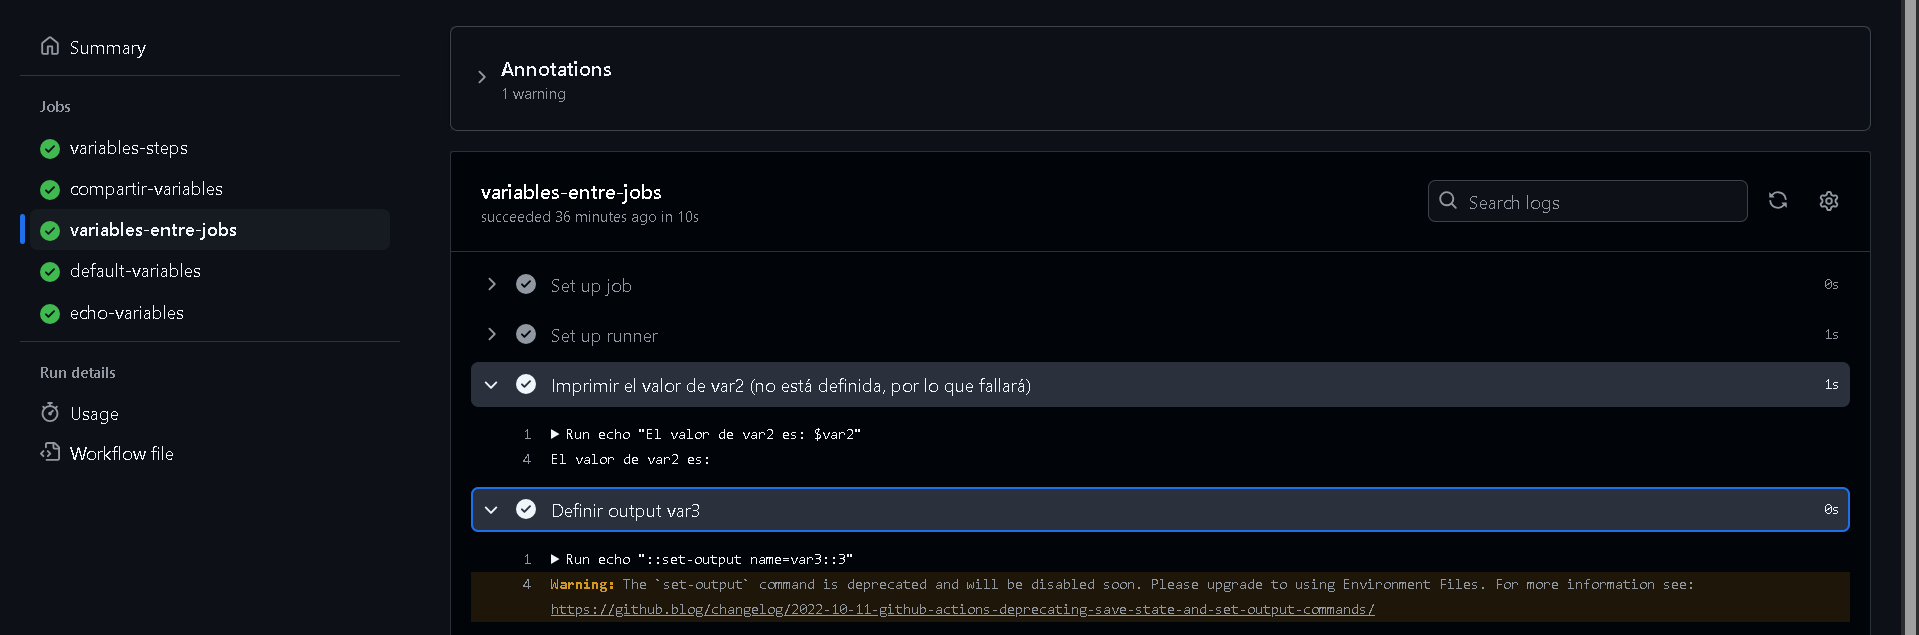 Summary
Jobs
variables-steps
compartir-variables
variables-entre-jobs
default-variables
echo-variables
Run details
Usage
Workflow file
Annotations
1 warning
variables-entre-jobs
succeeded 36 minutes ago in 10s
Search logs
Set up job 0s
Set up runner 1s
Imprimir el valor de var2 (no está definida, por lo que fallará) 1s
1 Run echo "El valor de var2 es: $var2"
4 El valor de var2 es:
Definir output var3 0s
1 Run echo "::set-output name=var3::3"
4 Warning: The `set-output` command is deprecated and will be disabled soon. Please upgrade to using Environment Files. For more information see:
https://github.blog/changelog/2022-10-11-github-actions-deprecating-save-state-and-set-output-commands/